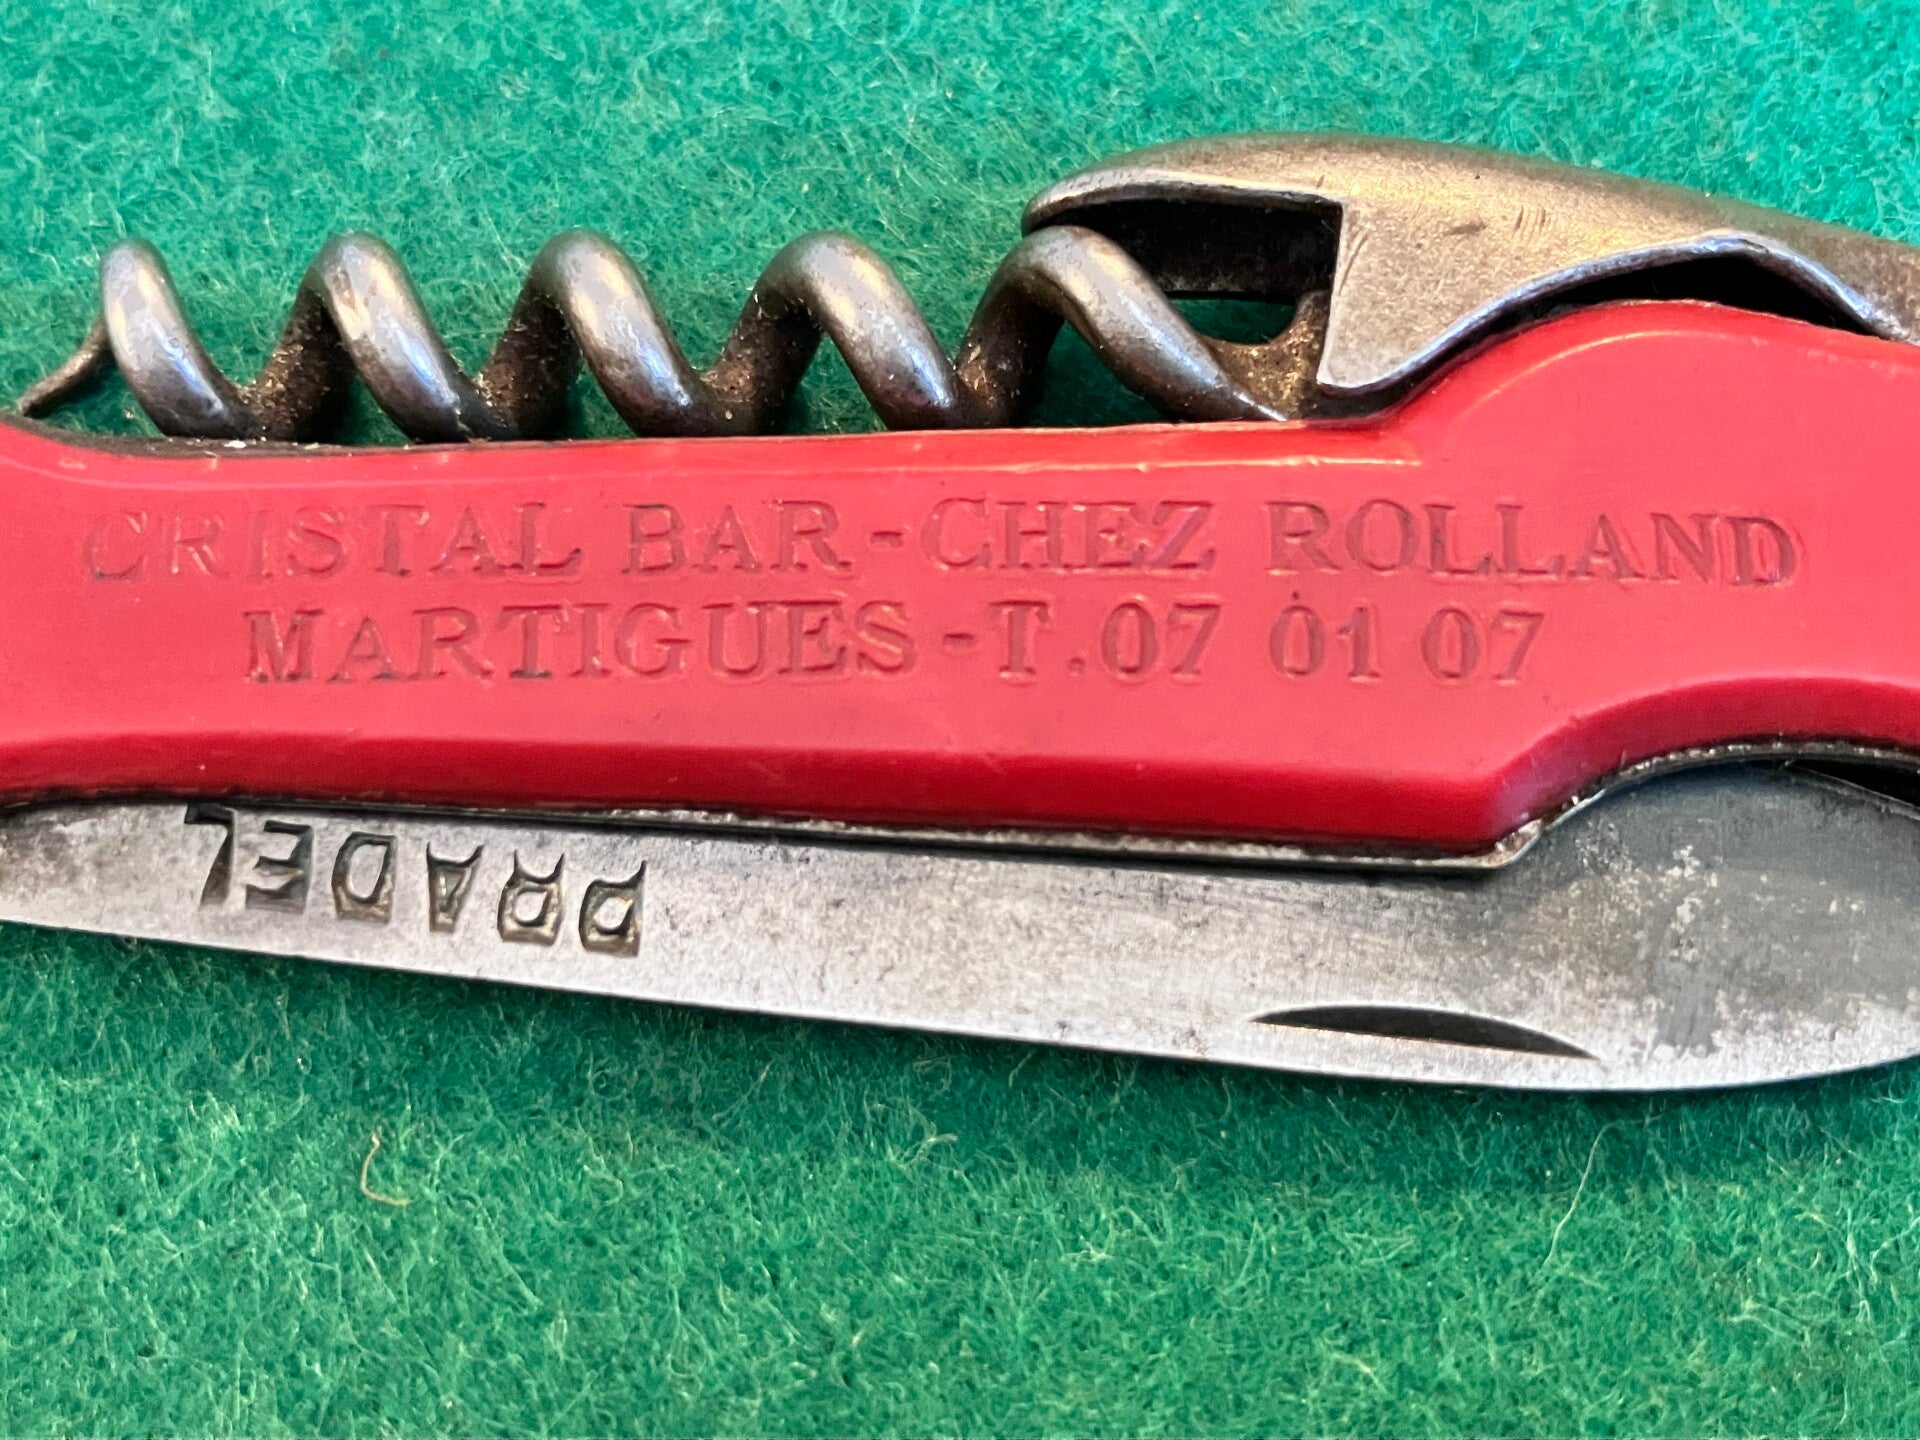 CRISTAL BAR - CHEZ ROLLAND
MARTIGUES - T. 07 01 07
PRADEL